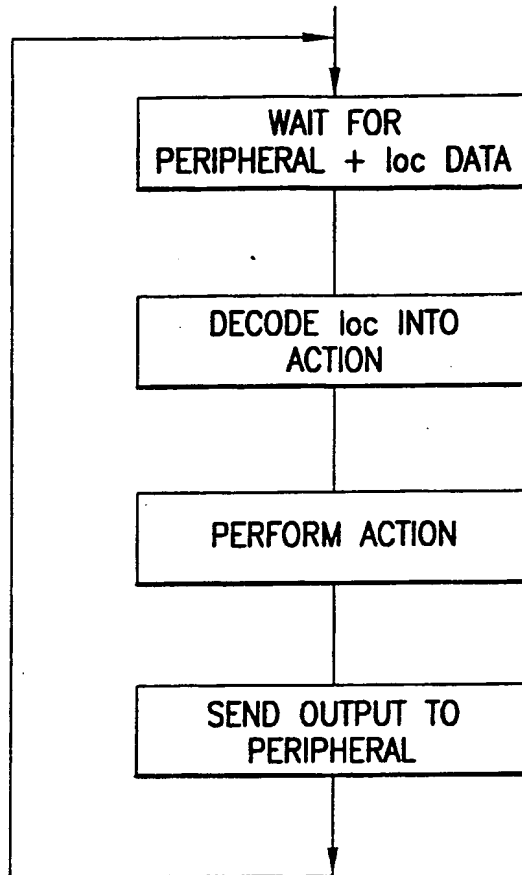 WAIT FOR
PERIPHERAL + loc DATA
DECODE loc INTO
ACTION
PERFORM ACTION
SEND OUTPUT TO
PERIPHERAL